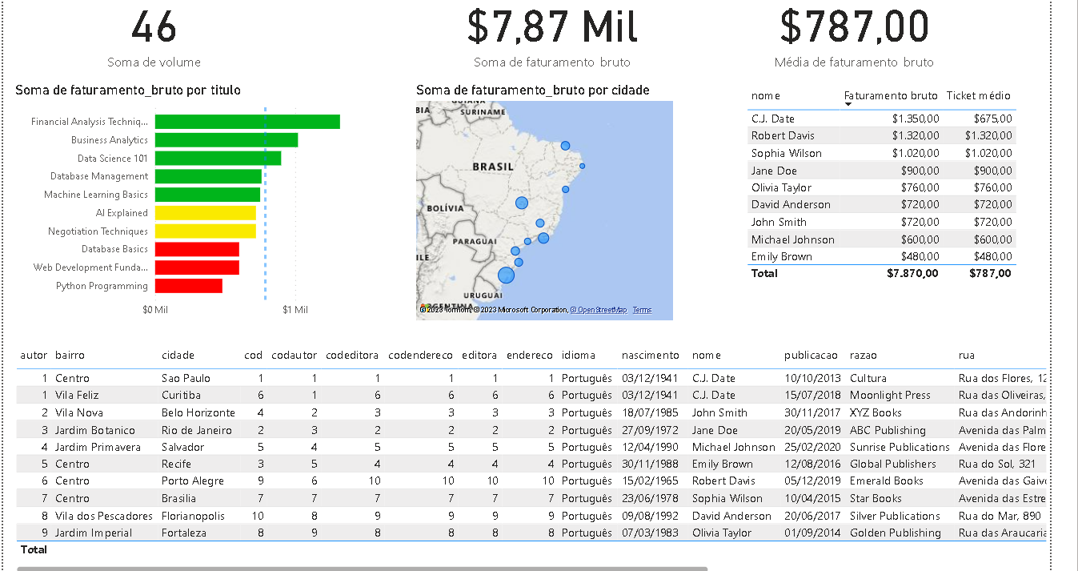 46
$7,87 Mil
$787,00
Soma de volume
Soma de faturamento bruto
Média de faturamento bruto
Soma de faturamento_bruto por título
Financial Analysis Techniq...
Business Analytics
Data Science 101
Database Management
Machine Learning Basics
AI Explained
Negotiation Techniques
Database Basics
Web Development Funda...
Python Programming
$0 Mil
$1 Mil
Soma de faturamento_bruto por cidade
SURINAME
BRASIL
BOLÍVIA
PARAGUAI
URUGUAI
ARGENTINA
© 2023 TomTom, © 2023 Microsoft Corporation, © OpenStreetMap Terms
nome Faturamento bruto Ticket médio
C.J. Date $1.350,00 $675,00
Robert Davis $1.320,00 $1.320,00
Sophia Wilson $1.020,00 $1.020,00
Jane Doe $900,00 $900,00
Olivia Taylor $760,00 $760,00
David Anderson $720,00 $720,00
John Smith $720,00 $720,00
Michael Johnson $600,00 $600,00
Emily Brown $480,00 $480,00
Total $7.870,00 $787,00
autor bairro cidade cod codautor codeditora codendereco editora endereco idioma nascimento nome publicacao razao rua
1 Centro Sao Paulo 1 1 1 1 1 1 Português 03/12/1941 C.J. Date 10/10/2013 Cultura Rua dos Flores, 12
1 Vila Feliz Curitiba 6 1 6 6 6 6 Português 03/12/1941 C.J. Date 15/07/2018 Moonlight Press Rua das Oliveiras,
2 Vila Nova Belo Horizonte 4 2 3 3 3 3 Português 18/07/1985 John Smith 30/11/2017 XYZ Books Rua das Andorinh
3 Jardim Botanico Rio de Janeiro 2 3 2 2 2 2 Português 27/09/1972 Jane Doe 20/05/2019 ABC Publishing Avenida das Palm
4 Jardim Primavera Salvador 5 4 5 5 5 5 Português 12/04/1990 Michael Johnson 25/02/2020 Sunrise Publications Avenida das Flore
5 Centro Recife 3 5 4 4 4 4 Português 30/11/1988 Emily Brown 12/08/2016 Global Publishers Rua do Sol, 321
6 Centro Porto Alegre 9 6 10 10 10 10 Português 15/02/1965 Robert Davis 05/12/2019 Emerald Books Avenida das Gaivo
7 Centro Brasilia 7 7 7 7 7 7 Português 23/06/1978 Sophia Wilson 10/04/2015 Star Books Avenida das Estre
8 Vila dos Pescadores Florianopolis 10 8 9 9 9 9 Português 09/08/1992 David Anderson 20/06/2017 Silver Publications Rua do Mar, 890
9 Jardim Imperial Fortaleza 8 9 8 8 8 8 Português 07/03/1983 Olivia Taylor 01/09/2014 Golden Publishing Rua das Araucaria
Total